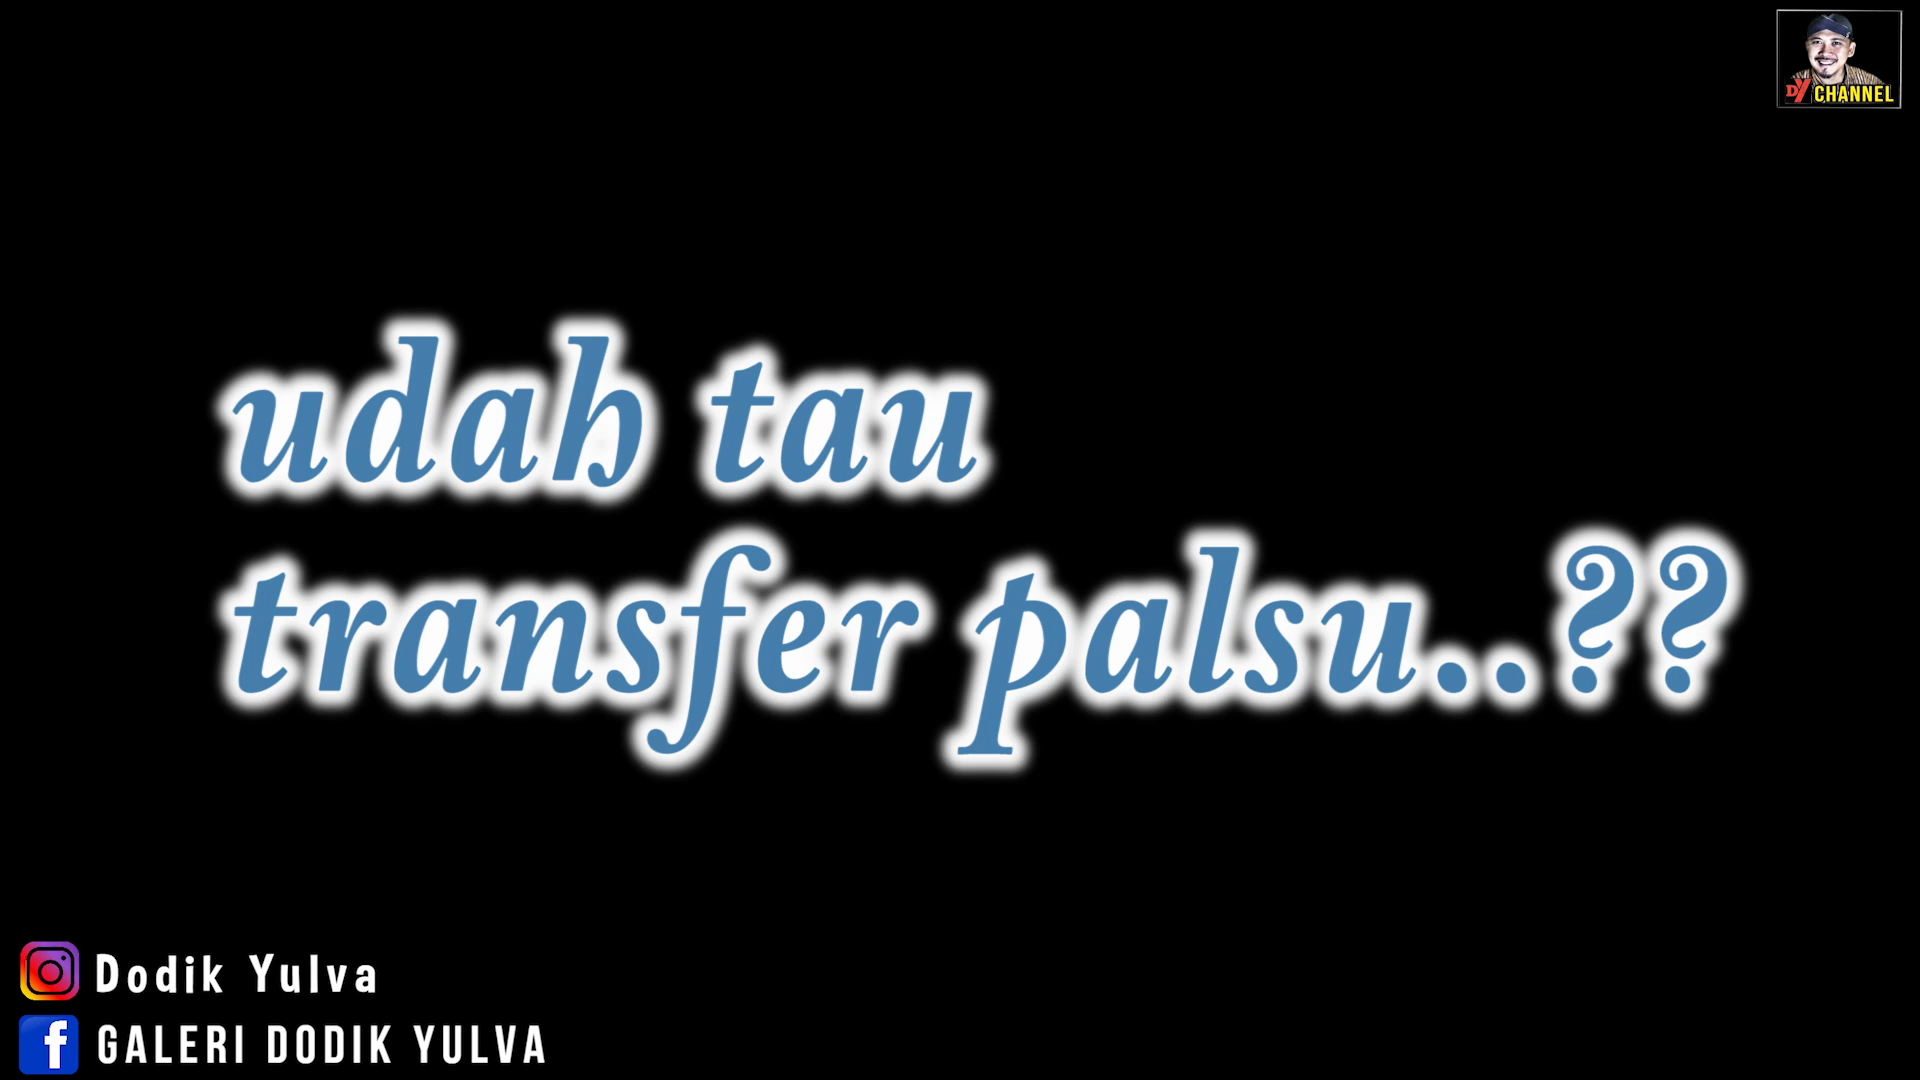 DY CHANNEL
udah tau
transfer palsu..??
Dodik Yulva
GALERI DODIK YULVA